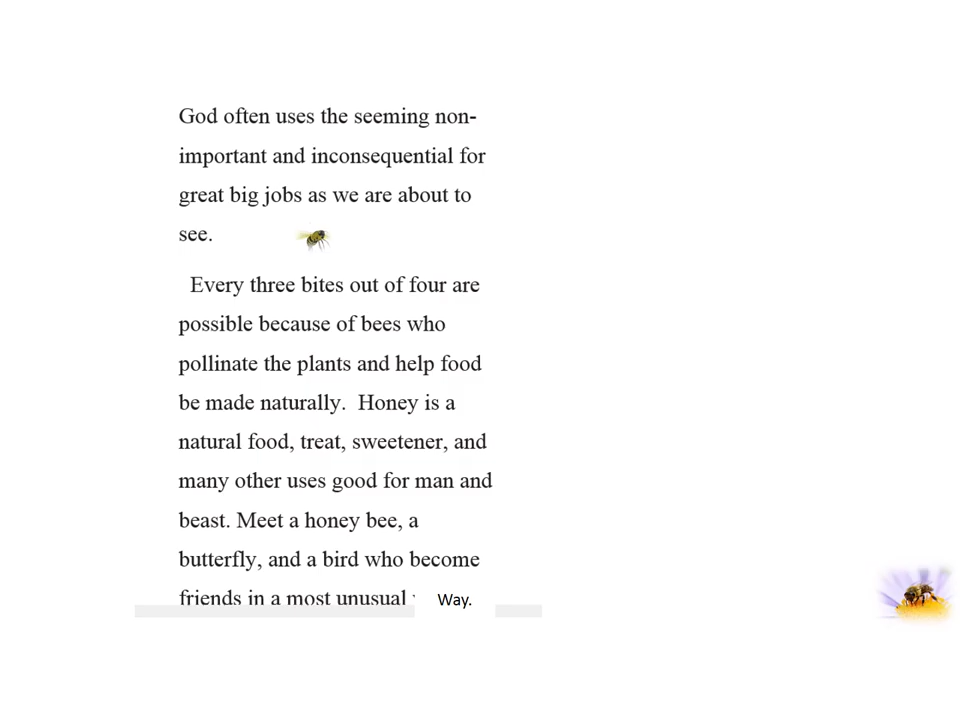 God often uses the seeming non-
important and inconsequential for
great big jobs as we are about to
see.
Every three bites out of four are
possible because of bees who
pollinate the plants and help food
be made naturally.  Honey is a
natural food, treat, sweetener, and
many other uses good for man and
beast. Meet a honey bee, a
butterfly, and a bird who become
friends in a most unusual Way.